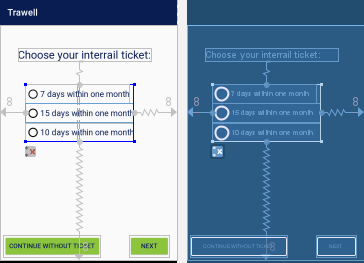 Trawell
Choose your interrail ticket:
Choose your interrail ticket:
7 days within one month
7 days within one month
15 days within one month
15 days within one month
10 days within one month
10 days within one month
CONTINUE WITHOUT TICKET
NEXT
CONTINUE WITHOUT TICKET
NEXT